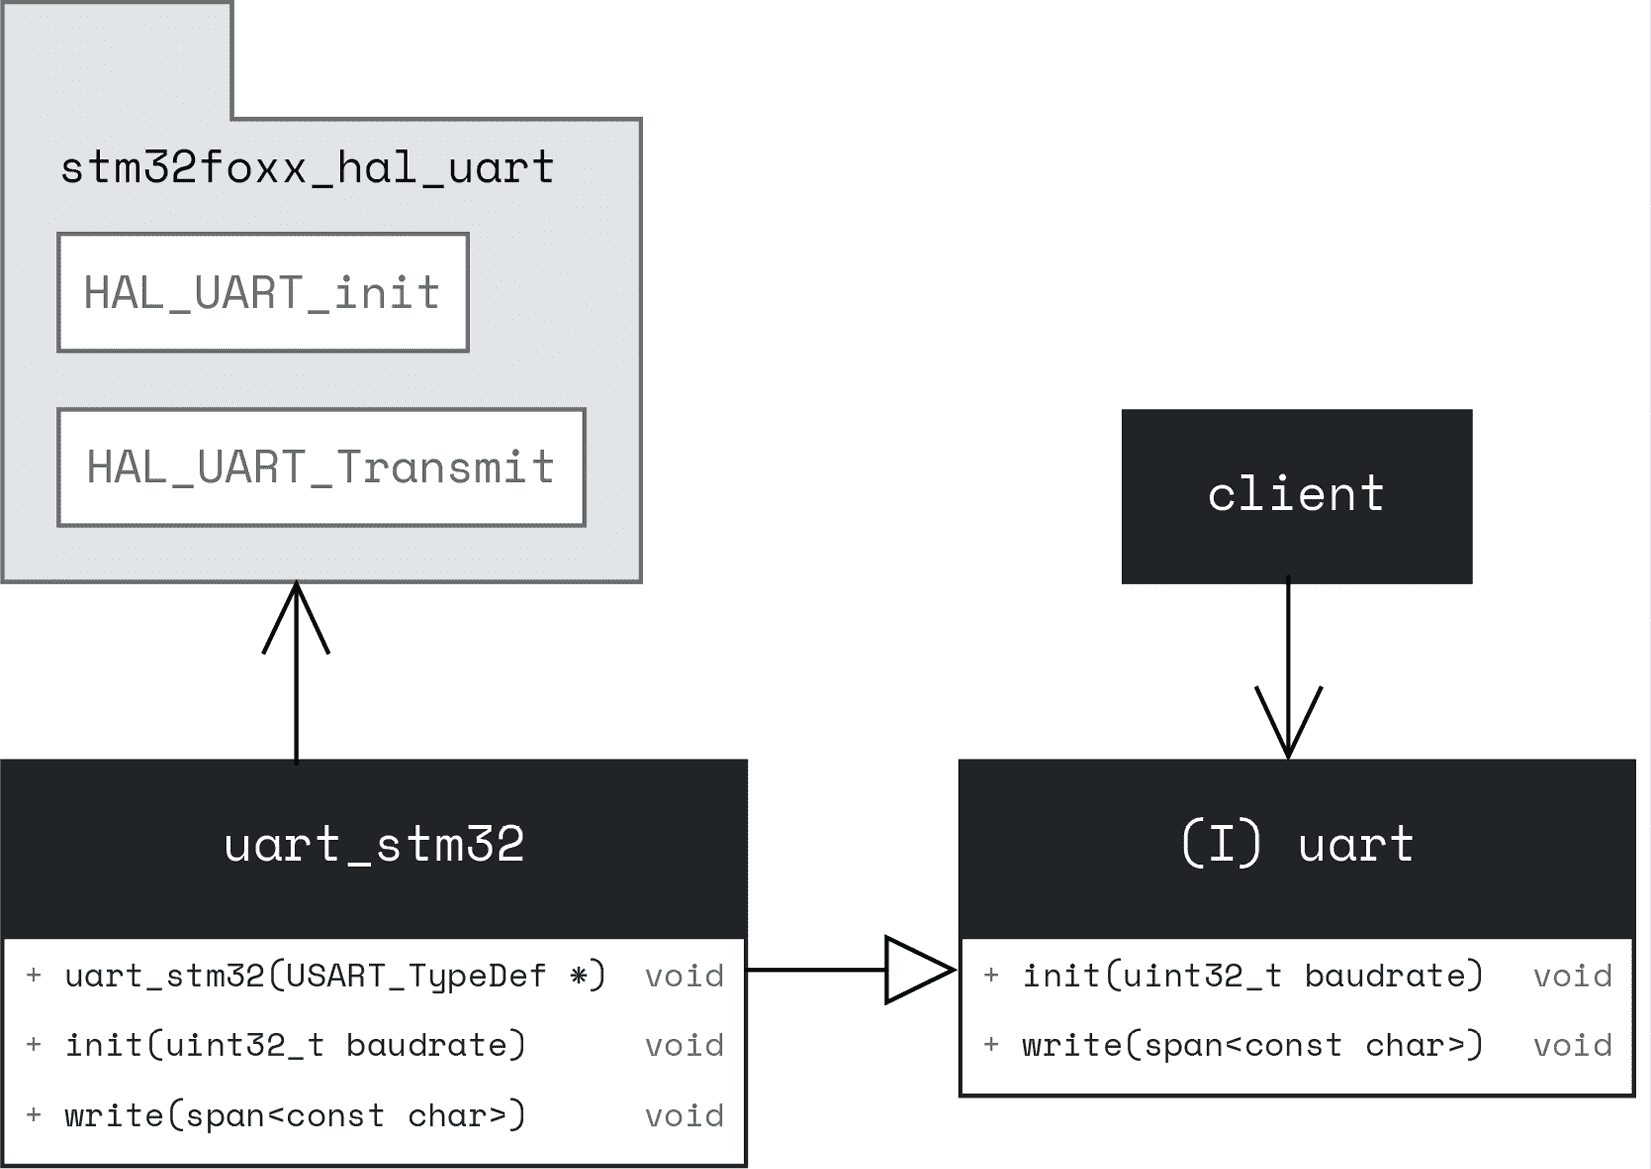 stm32foxx_hal_uart
HAL_UART_init
HAL_UART_Transmit
client
uart_stm32
+ uart_stm32(USART_TypeDef *) void
+ init(uint32_t baudrate) void
+ write(span<const char>) void
(I) uart
+ init(uint32_t baudrate) void
+ write(span<const char>) void